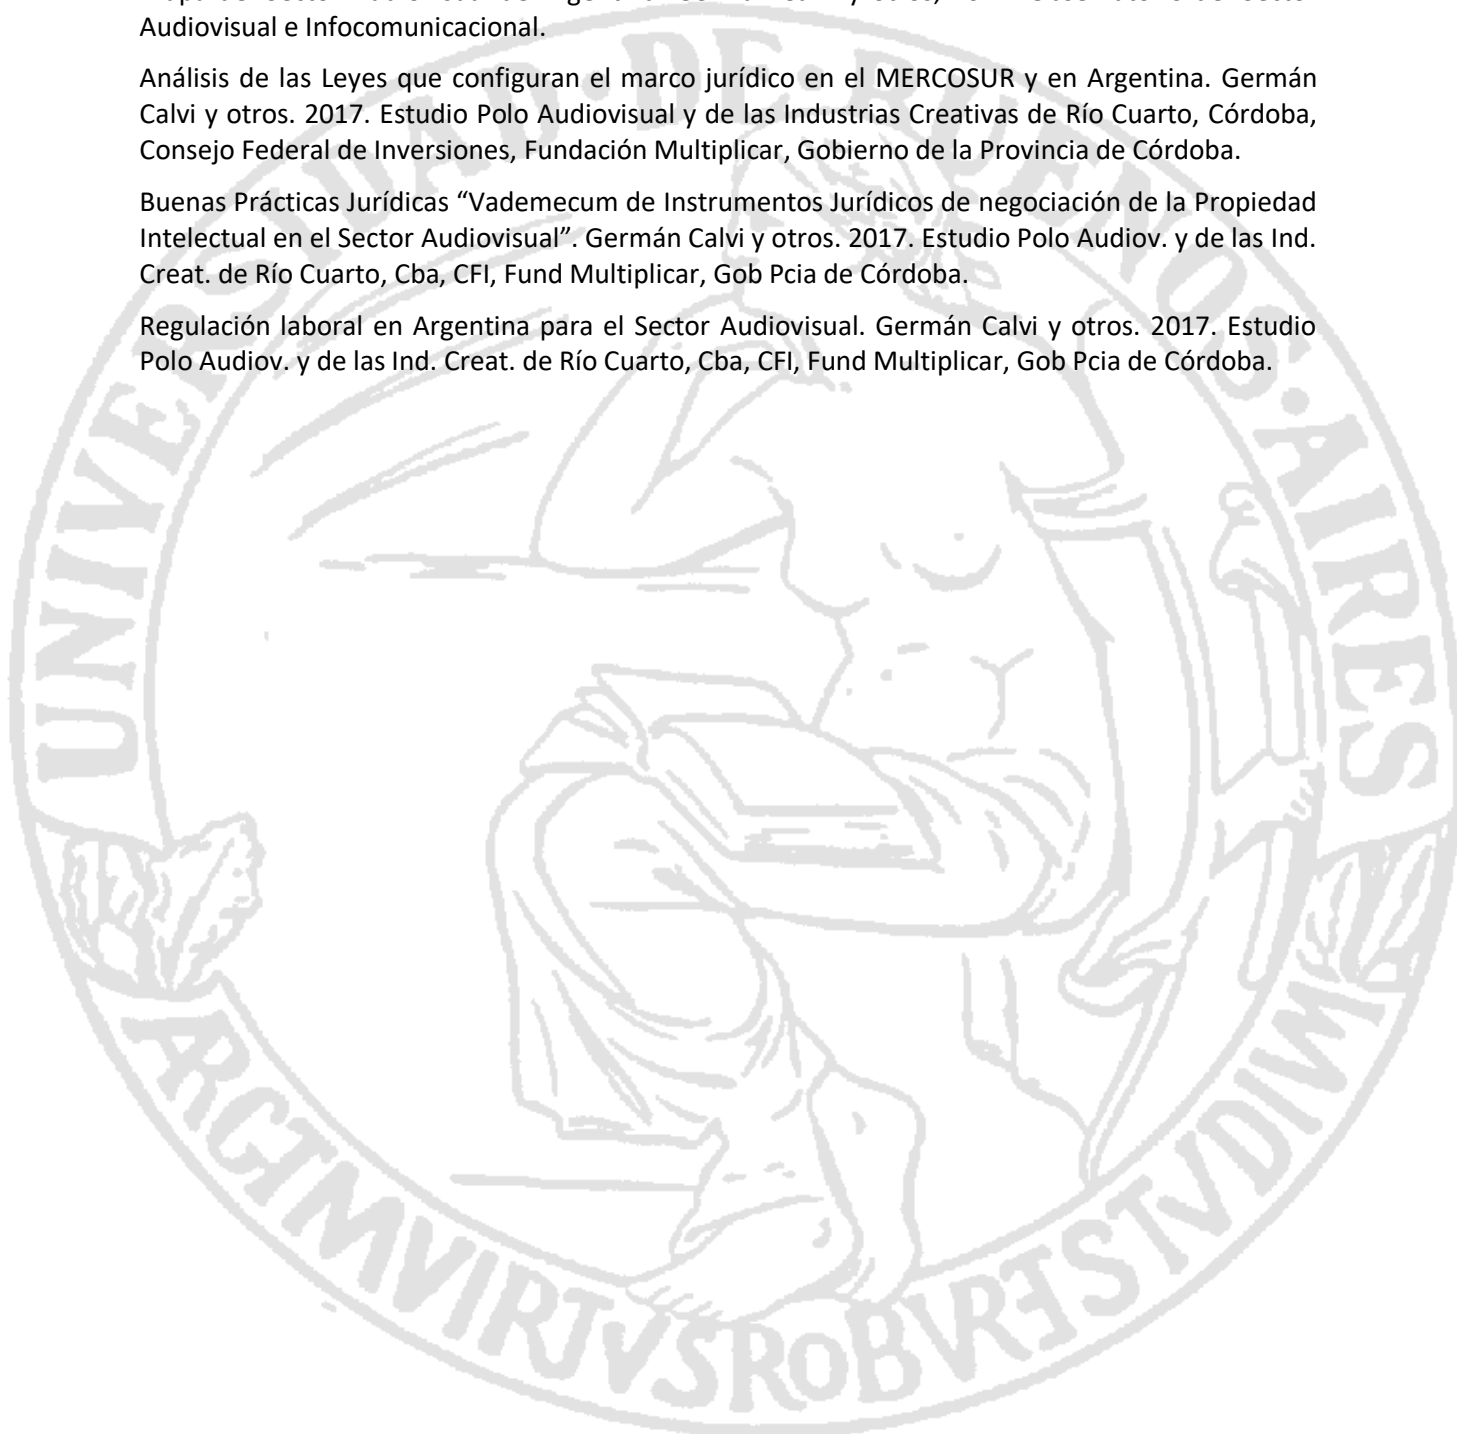 Audiovisual e Infocomunicacional.
Análisis de las Leyes que configuran el marco jurídico en el MERCOSUR y en Argentina. Germán
Calvi y otros. 2017. Estudio Polo Audiovisual y de las Industrias Creativas de Río Cuarto, Córdoba,
Consejo Federal de Inversiones, Fundación Multiplicar, Gobierno de la Provincia de Córdoba.
Buenas Prácticas Jurídicas “Vademecum de Instrumentos Jurídicos de negociación de la Propiedad
Intelectual en el Sector Audiovisual”. Germán Calvi y otros. 2017. Estudio Polo Audiov. y de las Ind.
Creat. de Río Cuarto, Cba, CFI, Fund Multiplicar, Gob Pcia de Córdoba.
Regulación laboral en Argentina para el Sector Audiovisual. Germán Calvi y otros. 2017. Estudio
Polo Audiov. y de las Ind. Creat. de Río Cuarto, Cba, CFI, Fund Multiplicar, Gob Pcia de Córdoba.
UNIVERSIDAD·DE·BUENOS·AIRES
ARGTMVIRTVSROBVRETSTVDIVM